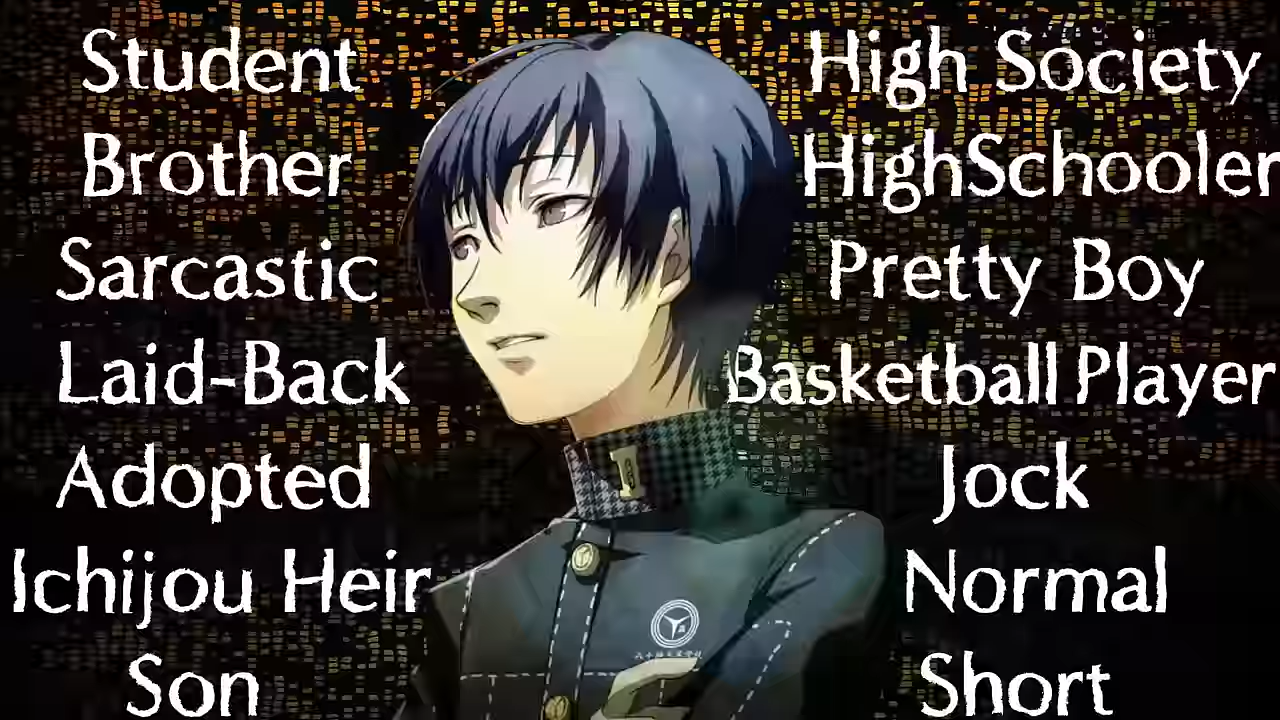 Student
Brother
Sarcastic
Laid-Back
Adopted
Ichijou Heir
Son
High Society
HighSchooler
Pretty Boy
Basketball Player
Jock
Normal
Short
I